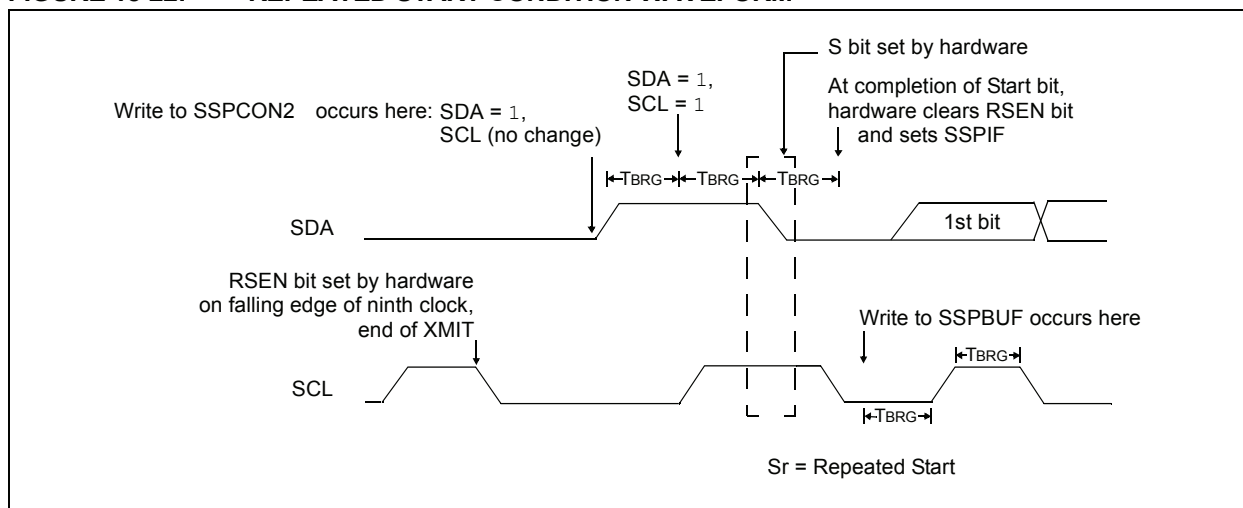 S bit set by hardware
SDA = 1,
SCL = 1
At completion of Start bit,
hardware clears RSEN bit
and sets SSPIF
Write to SSPCON2 occurs here: SDA = 1,
SCL (no change)
TBRG
TBRG
TBRG
SDA
1st bit
RSEN bit set by hardware
on falling edge of ninth clock,
end of XMIT
Write to SSPBUF occurs here
TBRG
SCL
TBRG
Sr = Repeated Start